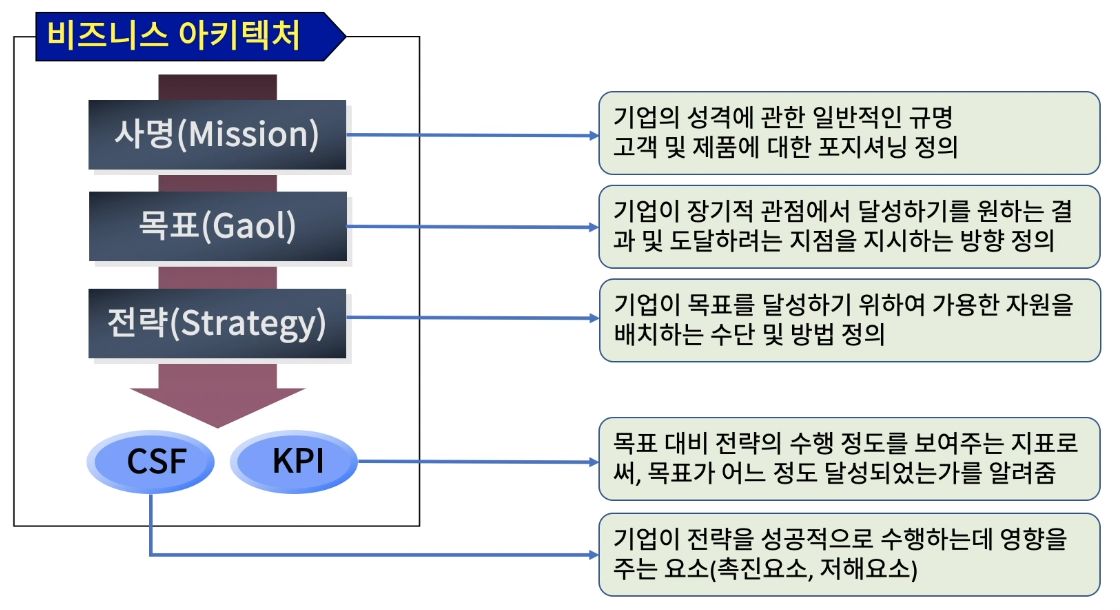 비즈니스 아키텍처
사명(Mission)
기업의 성격에 관한 일반적인 규명
고객 및 제품에 대한 포지셔닝 정의
목표(Gaol)
기업이 장기적 관점에서 달성하기를 원하는 결
과 및 도달하려는 지점을 지시하는 방향 정의
전략(Strategy)
기업이 목표를 달성하기 위하여 가용한 자원을
배치하는 수단 및 방법 정의
CSF
KPI
목표 대비 전략의 수행 정도를 보여주는 지표로
써, 목표가 어느 정도 달성되었는가를 알려줌
기업이 전략을 성공적으로 수행하는데 영향을
주는 요소(촉진요소, 저해요소)